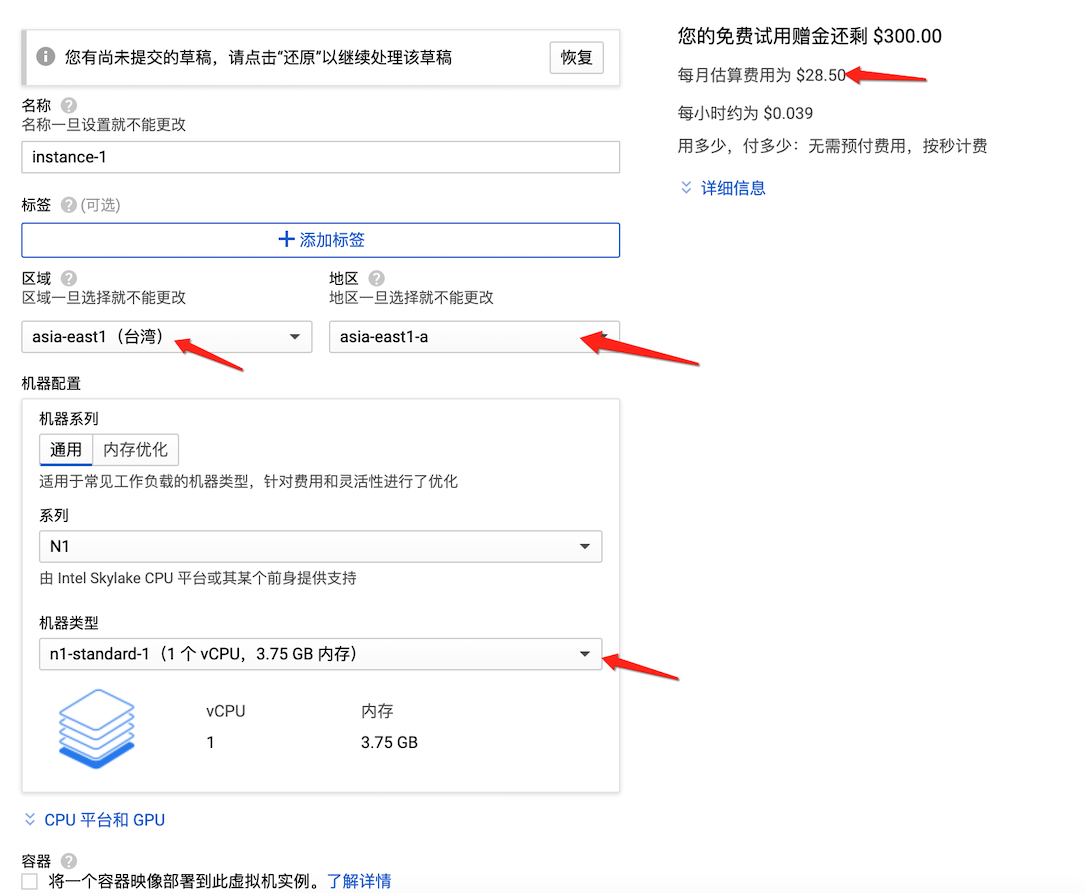 您有尚未提交的草稿，请点击“还原”以继续处理该草稿
恢复
名称
名称一旦设置就不能更改
instance-1
标签 (可选)
添加标签
区域
区域一旦选择就不能更改
asia-east1（台湾）
地区
地区一旦选择就不能更改
asia-east1-a
机器配置
机器系列
通用 内存优化
适用于常见工作负载的机器类型，针对费用和灵活性进行了优化
系列
N1
由 Intel Skylake CPU 平台或其某个前身提供支持
机器类型
n1-standard-1（1 个 vCPU，3.75 GB 内存）
vCPU 内存
1 3.75 GB
CPU 平台和 GPU
容器
将一个容器映像部署到此虚拟机实例。了解详情
您的免费试用赠金还剩 $300.00
每月估算费用为 $28.50
每小时约为 $0.039
用多少，付多少：无需预付费用，按秒计费
详细信息